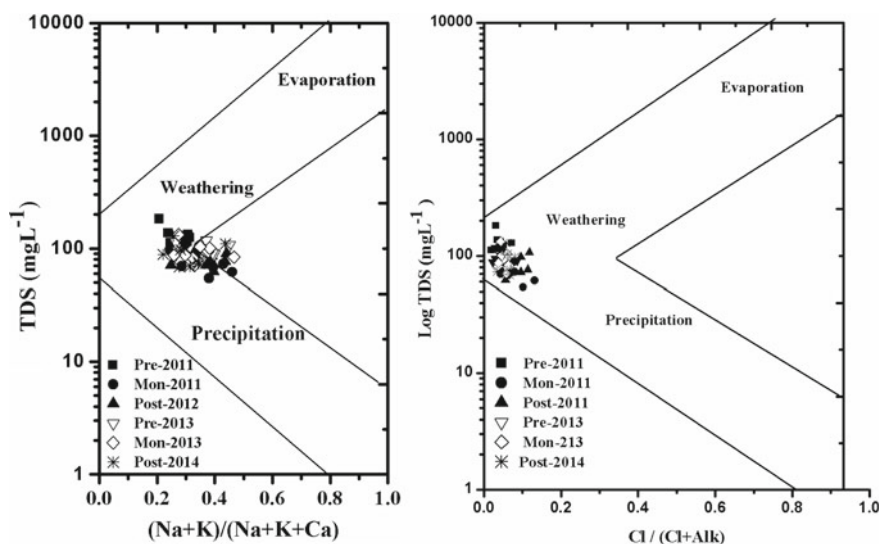 10000
1000
100
10
1
TDS (mgL⁻¹)
Evaporation
Weathering
Precipitation
Pre-2011
Mon-2011
Post-2012
Pre-2013
Mon-2013
Post-2014
0.0 0.2 0.4 0.6 0.8 1.0
(Na+K)/(Na+K+Ca)
10000
1000
100
10
1
Log TDS (mgL⁻¹)
Evaporation
Weathering
Precipitation
Pre-2011
Mon-2011
Post-2011
Pre-2013
Mon-213
Post-2014
0.0 0.2 0.4 0.6 0.8 1.0
Cl / (Cl+Alk)